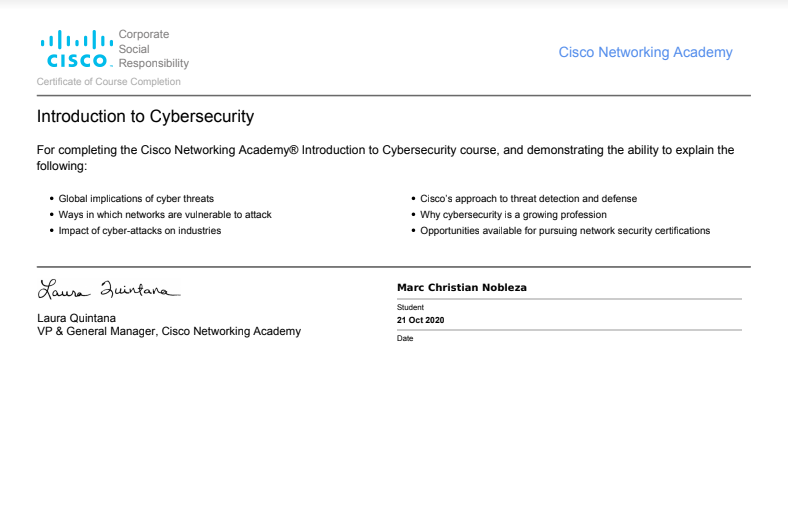 Corporate
Social
Responsibility
CISCO
Certificate of Course Completion
Cisco Networking Academy
Introduction to Cybersecurity
For completing the Cisco Networking Academy® Introduction to Cybersecurity course, and demonstrating the ability to explain the
following:
• Global implications of cyber threats
• Ways in which networks are vulnerable to attack
• Impact of cyber-attacks on industries
• Cisco's approach to threat detection and defense
• Why cybersecurity is a growing profession
• Opportunities available for pursuing network security certifications
Laura Quintana
Laura Quintana
VP & General Manager, Cisco Networking Academy
Marc Christian Nobleza
Student
21 Oct 2020
Date